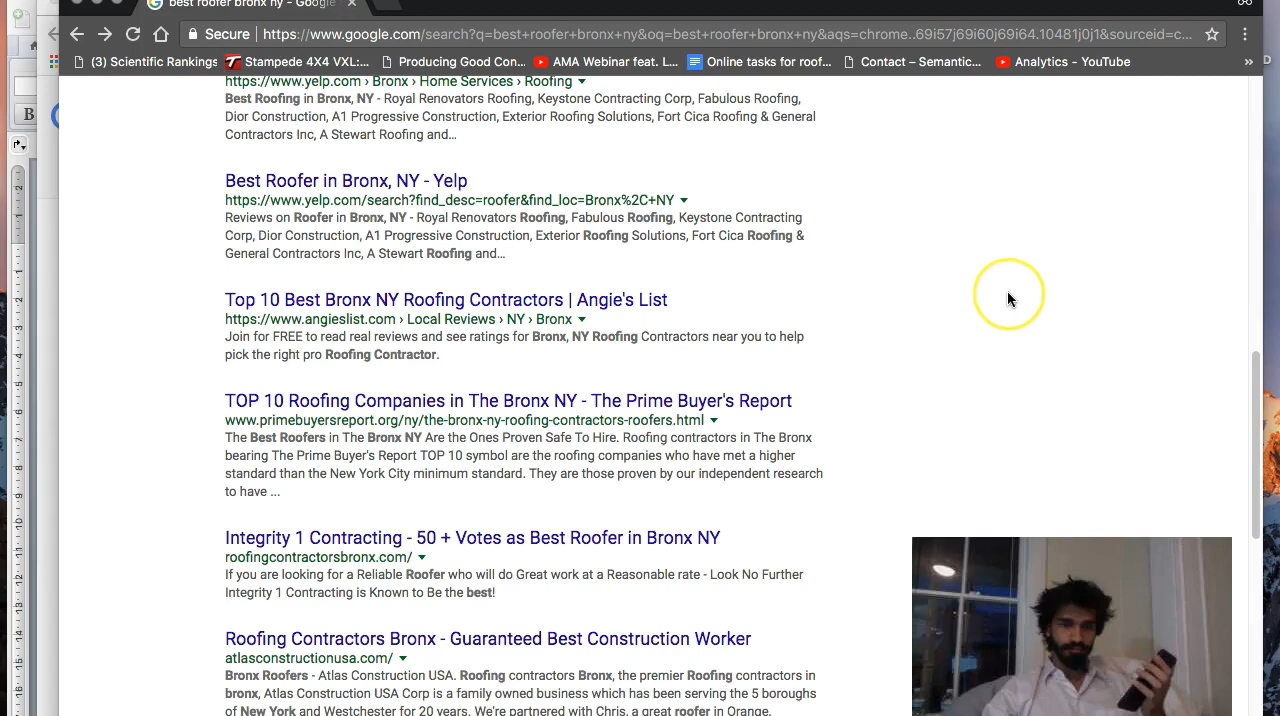 best roofer bronx ny - Google
Secure | https://www.google.com/search?q=best+roofer+bronx+ny&oq=best+roofer+bronx+ny&aqs=chrome..69i57j69i60j69i64.10481j0j1&sourceid=c...
(3) Scientific Rankings Stampede 4X4 VXL:... Producing Good Con... AMA Webinar feat. L... Online tasks for roof... Contact – Semantic... Analytics - YouTube »
https://www.yelp.com › Bronx › Home Services › Roofing
Best Roofing in Bronx, NY - Royal Renovators Roofing, Keystone Contracting Corp, Fabulous Roofing,
Dior Construction, A1 Progressive Construction, Exterior Roofing Solutions, Fort Cica Roofing & General
Contractors Inc, A Stewart Roofing and...
Best Roofer in Bronx, NY - Yelp
https://www.yelp.com/search?find_desc=roofer&find_loc=Bronx%2C+NY
Reviews on Roofer in Bronx, NY - Royal Renovators Roofing, Fabulous Roofing, Keystone Contracting
Corp, Dior Construction, A1 Progressive Construction, Exterior Roofing Solutions, Fort Cica Roofing &
General Contractors Inc, A Stewart Roofing and...
Top 10 Best Bronx NY Roofing Contractors | Angie's List
https://www.angieslist.com › Local Reviews › NY › Bronx
Join for FREE to read real reviews and see ratings for Bronx, NY Roofing Contractors near you to help
pick the right pro Roofing Contractor.
TOP 10 Roofing Companies in The Bronx NY - The Prime Buyer's Report
www.primebuyersreport.org/ny/the-bronx-ny-roofing-contractors-roofers.html
The Best Roofers in The Bronx NY Are the Ones Proven Safe To Hire. Roofing contractors in The Bronx
bearing The Prime Buyer's Report TOP 10 symbol are the roofing companies who have met a higher
standard than the New York City minimum standard. They are those proven by our independent research
to have ...
Integrity 1 Contracting - 50 + Votes as Best Roofer in Bronx NY
roofingcontractorsbronx.com/
If you are looking for a Reliable Roofer who will do Great work at a Reasonable rate - Look No Further
Integrity 1 Contracting is Known to Be the best!
Roofing Contractors Bronx - Guaranteed Best Construction Worker
atlasconstructionusa.com/
Bronx Roofers - Atlas Construction USA. Roofing contractors Bronx, the premier Roofing contractors in
bronx, Atlas Construction USA Corp is a family owned business which has been serving the 5 boroughs
of New York and Westchester for 20 years. We're partnered with Chris, a great roofer in Orange.